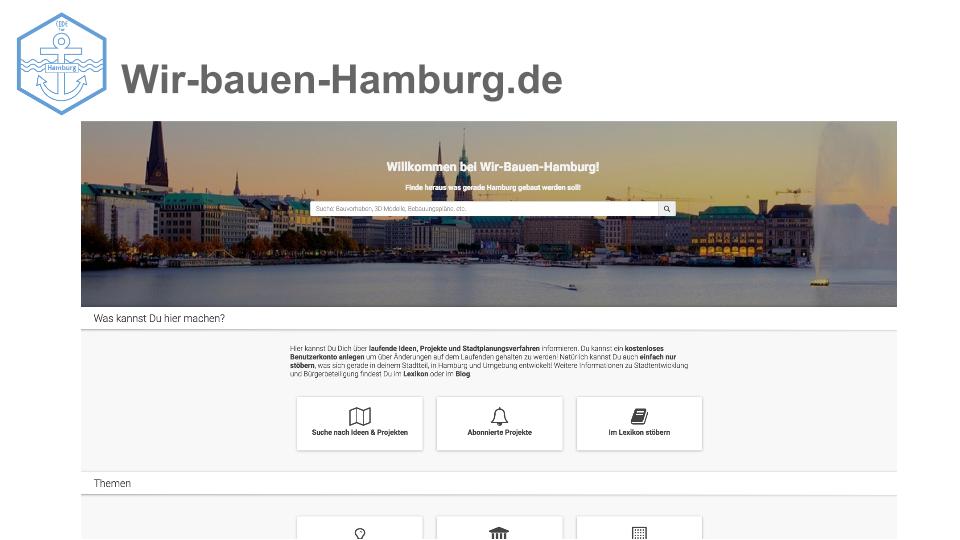 CODE
for
Hamburg
Wir-bauen-Hamburg.de
Willkommen bei Wir-Bauen-Hamburg!
Finde heraus was gerade Hamburg gebaut werden soll!
Suche: Bauvorhaben, 3D Modelle, Bebauungspläne, etc.
Was kannst Du hier machen?
Hier kannst Du Dich über laufende Ideen, Projekte und Stadtplanungsverfahren informieren. Du kannst ein kostenloses
Benutzerkonto anlegen um über Änderungen auf dem Laufenden gehalten zu werden! Natürlich kannst Du auch einfach nur
stöbern, was sich gerade in deinem Stadtteil, in Hamburg und Umgebung entwickelt! Weitere Informationen zu Stadtentwicklung
und Bürgerbeteiligung findest Du im Lexikon oder im Blog.
Suche nach Ideen & Projekten
Abonnierte Projekte
Im Lexikon stöbern
Themen